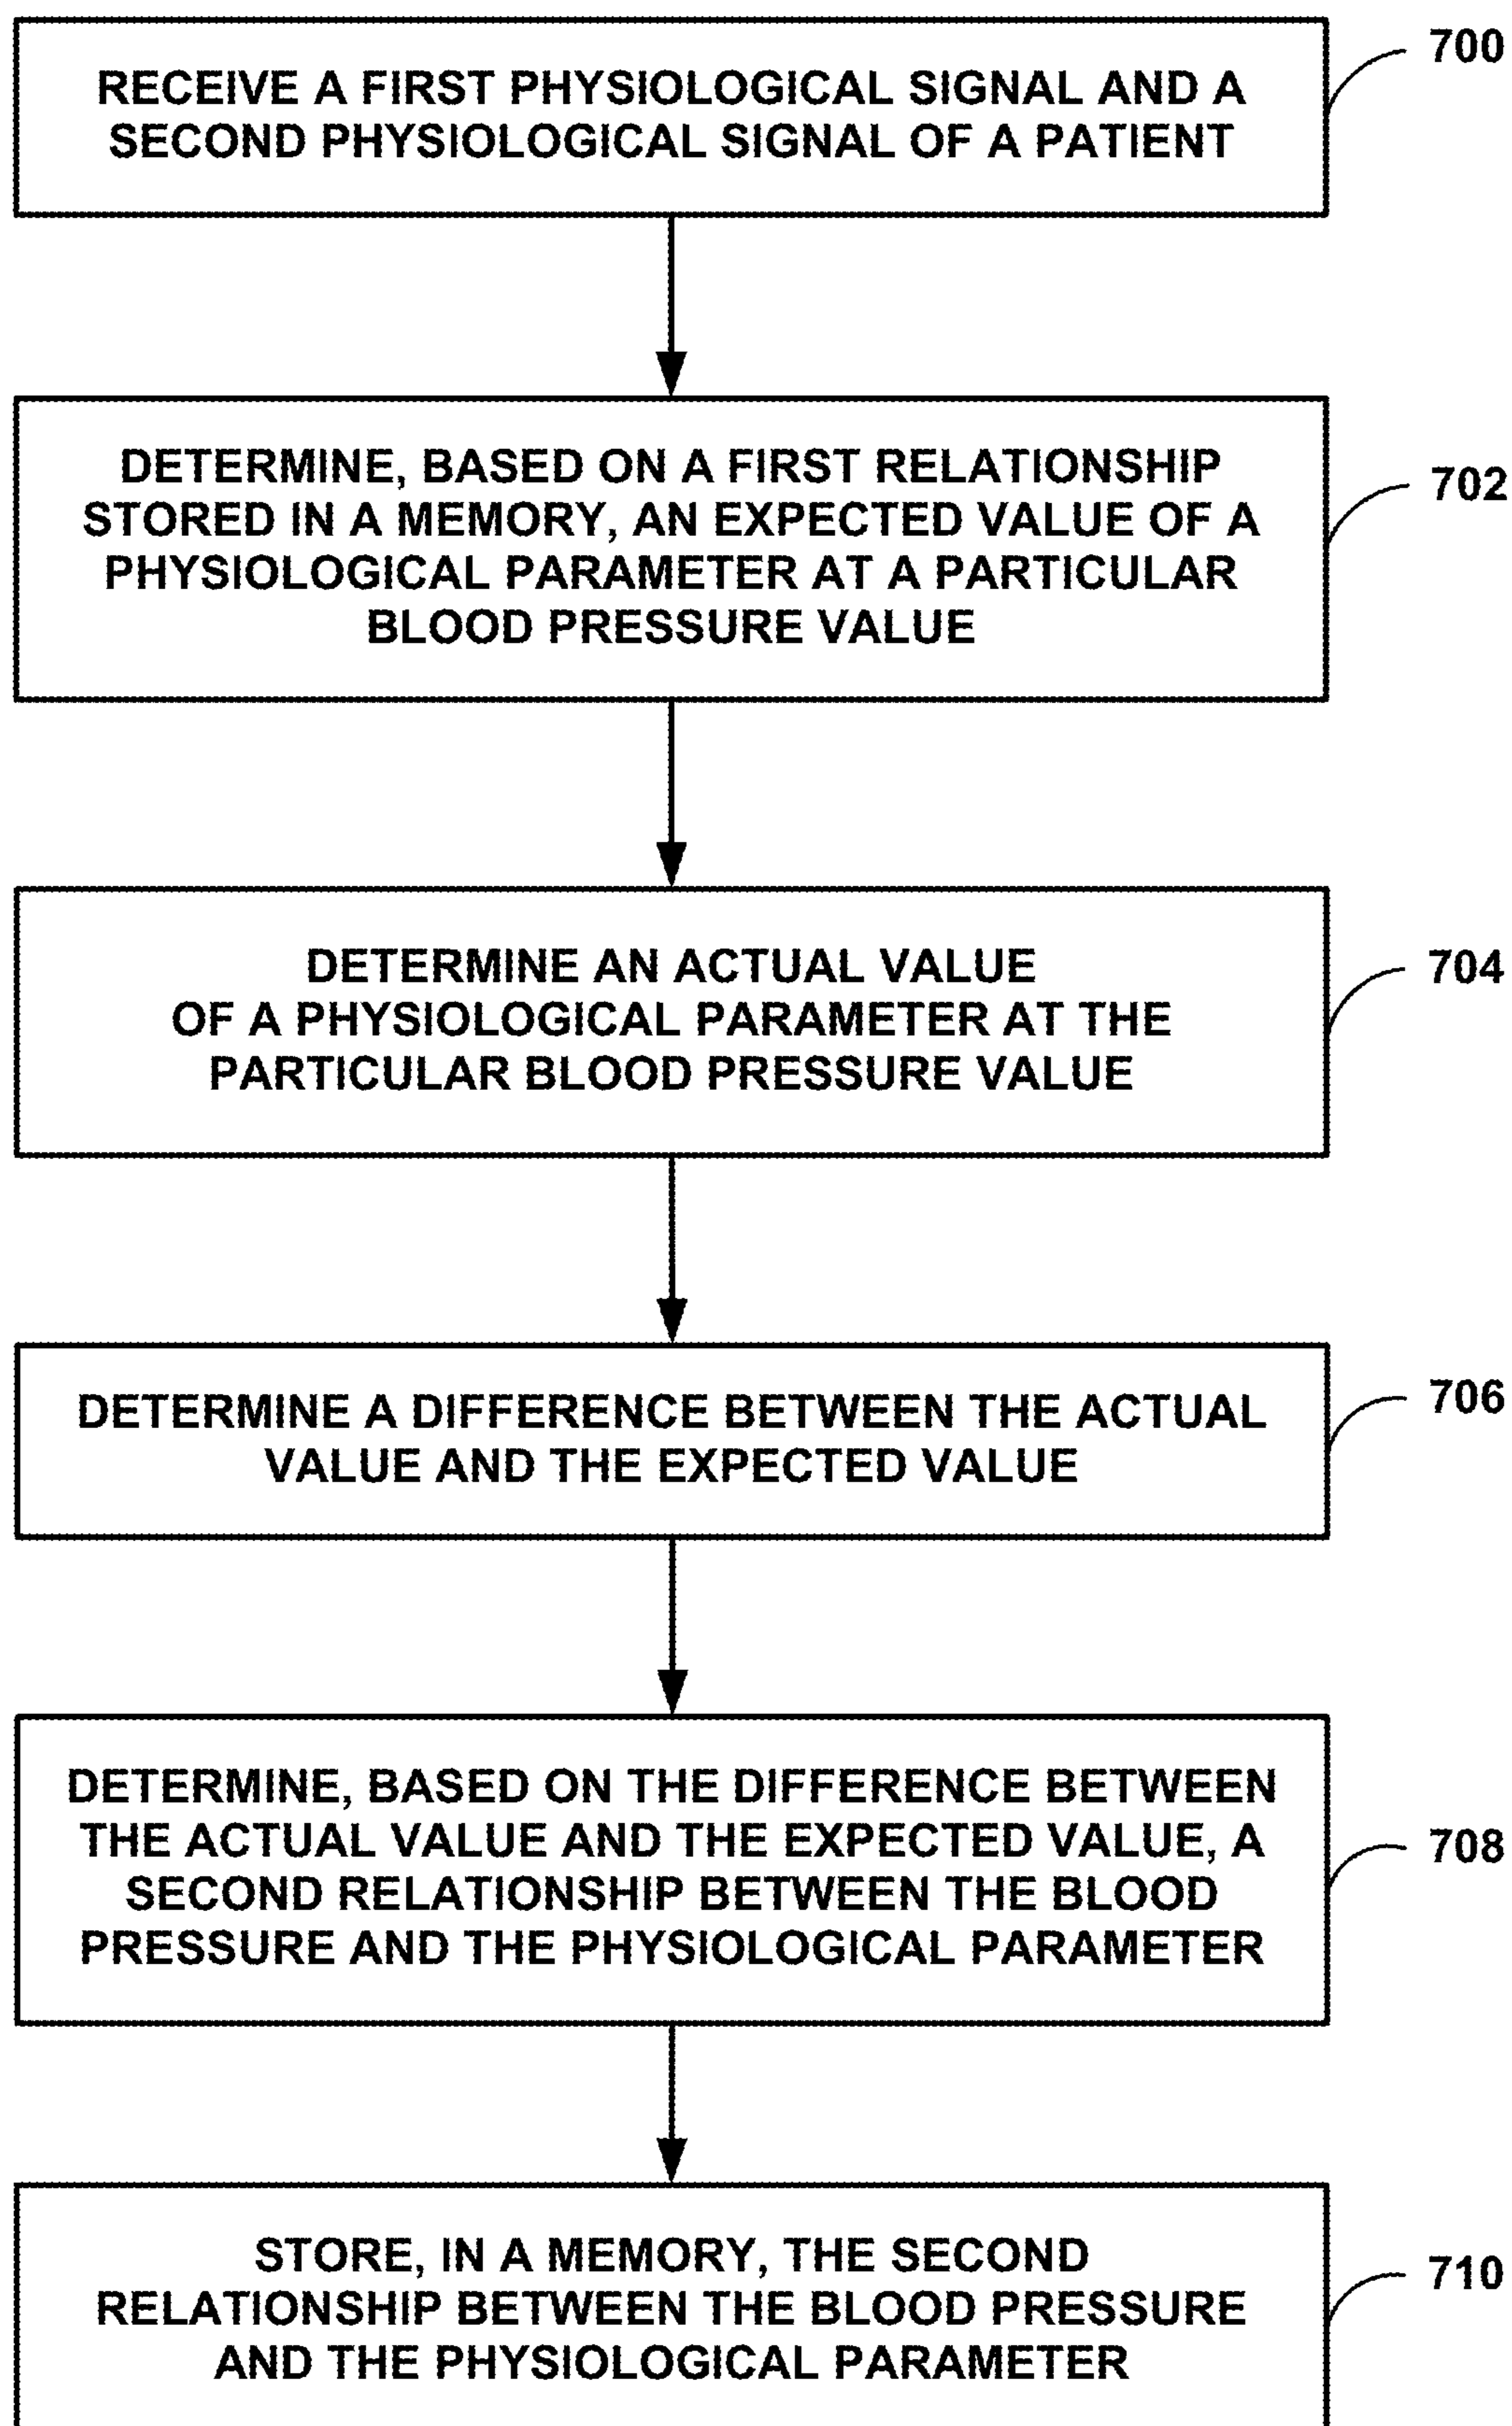 RECEIVE A FIRST PHYSIOLOGICAL SIGNAL AND A
SECOND PHYSIOLOGICAL SIGNAL OF A PATIENT
700
DETERMINE, BASED ON A FIRST RELATIONSHIP
STORED IN A MEMORY, AN EXPECTED VALUE OF A
PHYSIOLOGICAL PARAMETER AT A PARTICULAR
BLOOD PRESSURE VALUE
702
DETERMINE AN ACTUAL VALUE
OF A PHYSIOLOGICAL PARAMETER AT THE
PARTICULAR BLOOD PRESSURE VALUE
704
DETERMINE A DIFFERENCE BETWEEN THE ACTUAL
VALUE AND THE EXPECTED VALUE
706
DETERMINE, BASED ON THE DIFFERENCE BETWEEN
THE ACTUAL VALUE AND THE EXPECTED VALUE, A
SECOND RELATIONSHIP BETWEEN THE BLOOD
PRESSURE AND THE PHYSIOLOGICAL PARAMETER
708
STORE, IN A MEMORY, THE SECOND
RELATIONSHIP BETWEEN THE BLOOD PRESSURE
AND THE PHYSIOLOGICAL PARAMETER
710